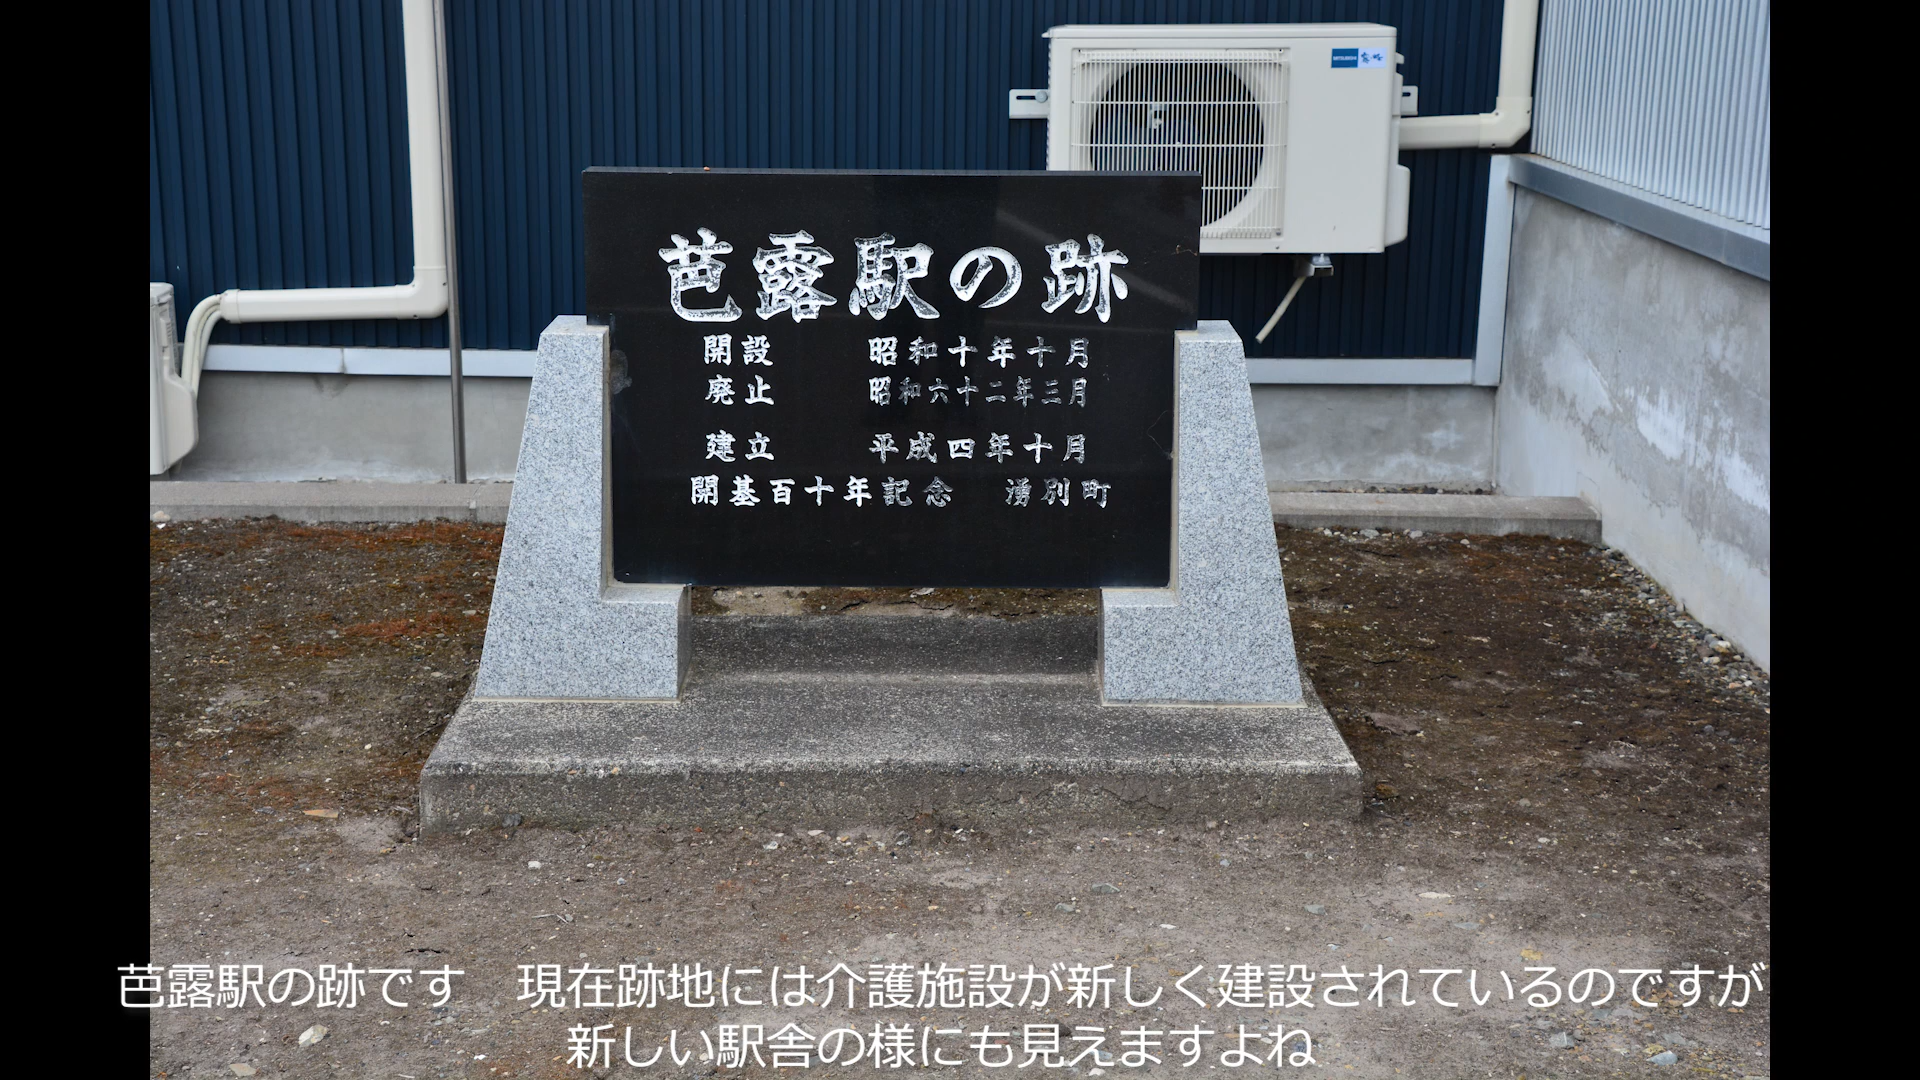 MITSUBISHI
芭露駅の跡
開設 昭和十年十月
廃止 昭和六十二年三月
建立 平成四年十月
開基百十年記念 湧別町
芭露駅の跡です 現在跡地には介護施設が新しく建設されているのですが
新しい駅舎の様にも見えますよね